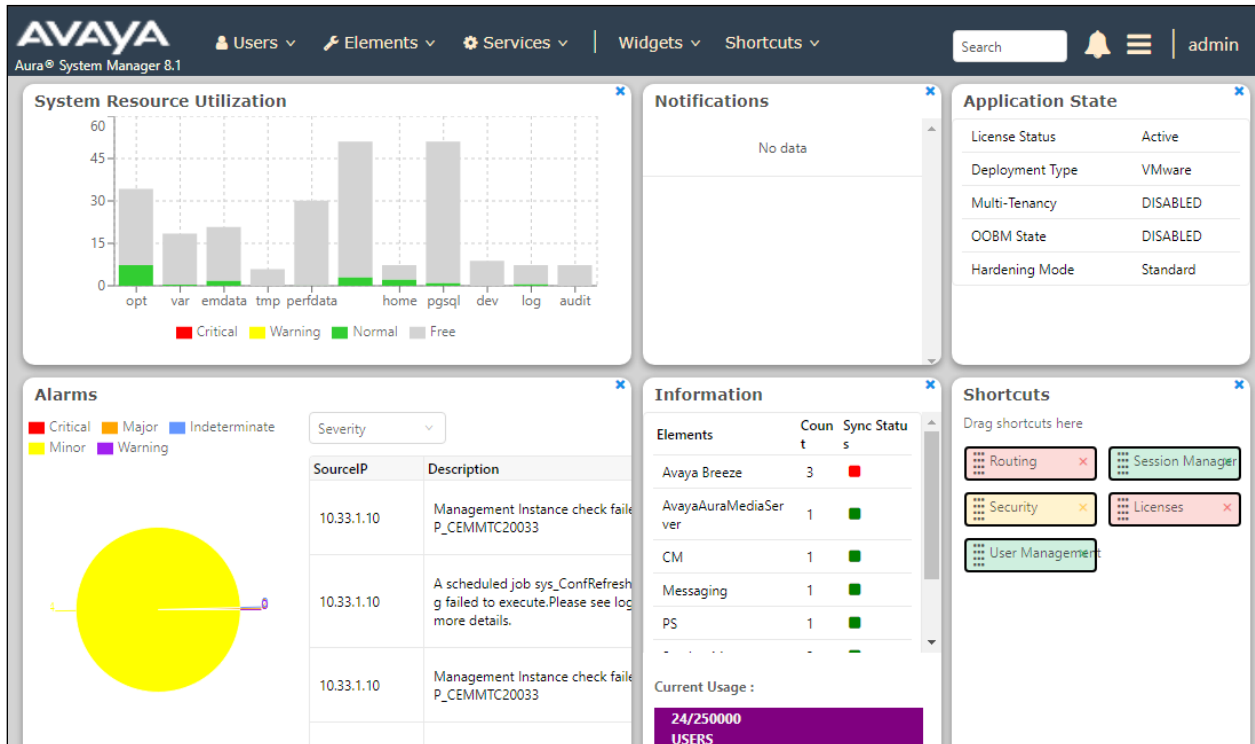 AVAYA
Aura® System Manager 8.1
Users
Elements
Services
Widgets
Shortcuts
Search
admin
System Resource Utilization
60
45
30
15
0
opt var emdata tmp perfdata home pgsql dev log audit
Critical Warning Normal Free
Notifications
No data
Application State
License Status Active
Deployment Type VMware
Multi-Tenancy DISABLED
OOBM State DISABLED
Hardening Mode Standard
Alarms
Critical Major Indeterminate
Minor Warning
Severity
SourceIP Description
10.33.1.10
Management Instance check faile
P_CEMMTC20033
10.33.1.10
A scheduled job sys_ConfRefresh
g failed to execute.Please see log
more details.
10.33.1.10
Management Instance check faile
P_CEMMTC20033
Information
Elements
Coun
t
Sync Statu
s
Avaya Breeze 3
AvayaAuraMediaSer
ver
1
CM 1
Messaging 1
PS 1
Current Usage :
24/250000
USERS
Shortcuts
Drag shortcuts here
Routing
Session Manager
Security
Licenses
User Management